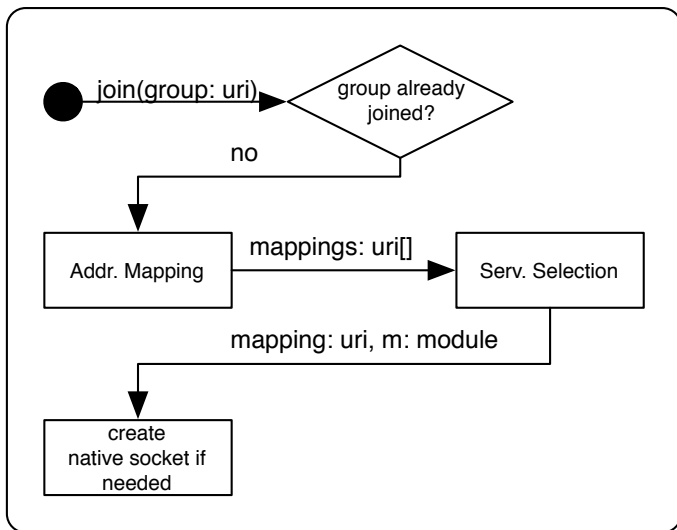 join(group: uri)
group already
joined?
no
Addr. Mapping
mappings: uri[]
Serv. Selection
mapping: uri, m: module
create
native socket if
needed